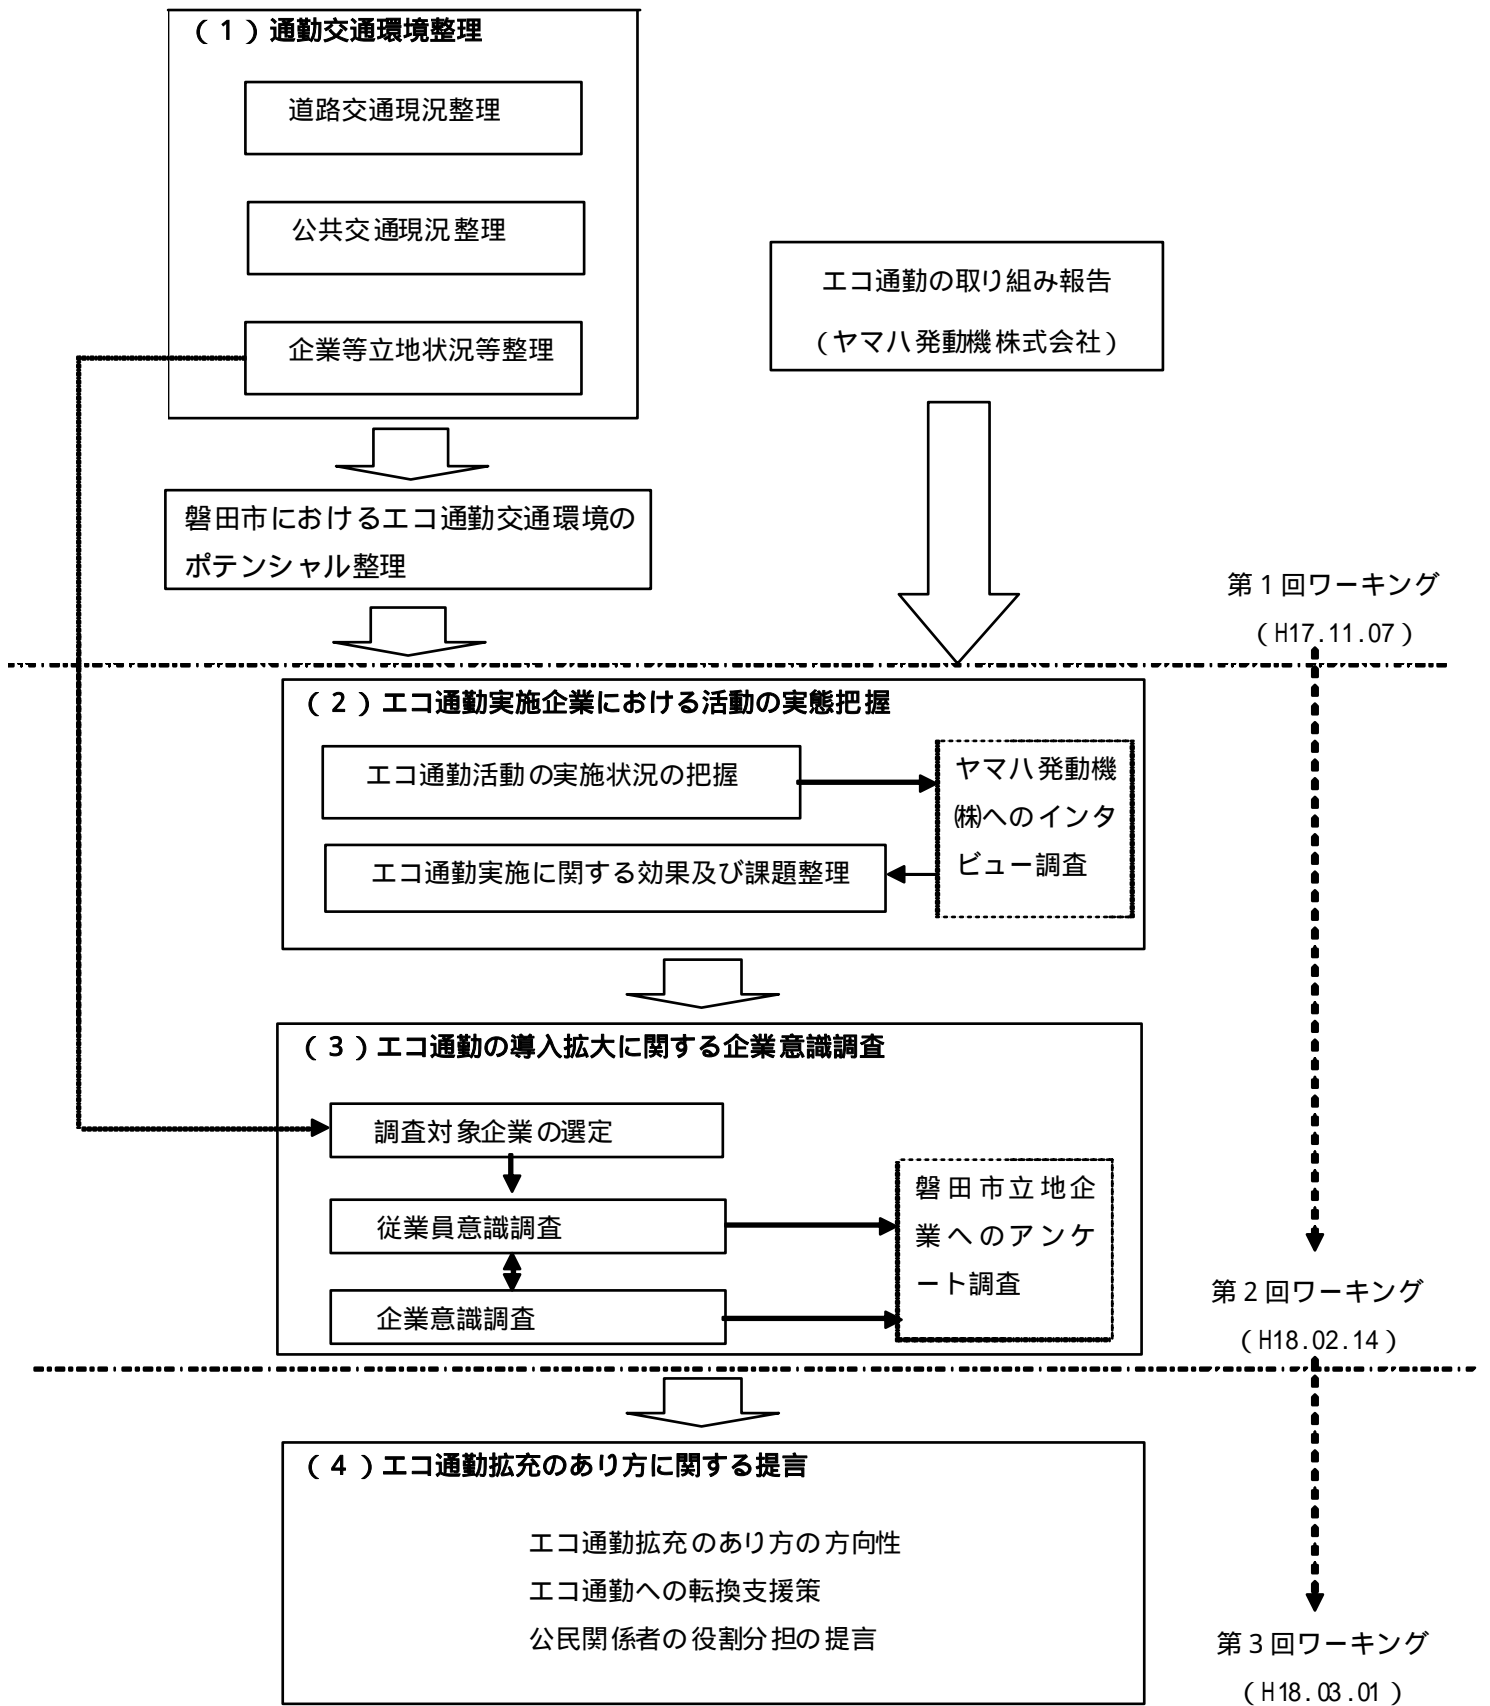 (1)通勤交通環境整理
道路交通現況整理
公共交通現況整理
企業等立地状況等整理
エコ通勤の取り組み報告
(ヤマハ発動機株式会社)
磐田市におけるエコ通勤交通環境の
ポテンシャル整理
第1回ワーキング
(H17.11.07)
(2)エコ通勤実施企業における活動の実態把握
エコ通勤活動の実施状況の把握
エコ通勤実施に関する効果及び課題整理
ヤマハ発動機
㈱へのインタ
ビュー調査
(3)エコ通勤の導入拡大に関する企業意識調査
調査対象企業の選定
従業員意識調査
企業意識調査
磐田市立地企
業へのアンケ
ート調査
第2回ワーキング
(H18.02.14)
(4)エコ通勤拡充のあり方に関する提言
エコ通勤拡充のあり方の方向性
エコ通勤への転換支援策
公民関係者の役割分担の提言
第3回ワーキング
(H18.03.01)